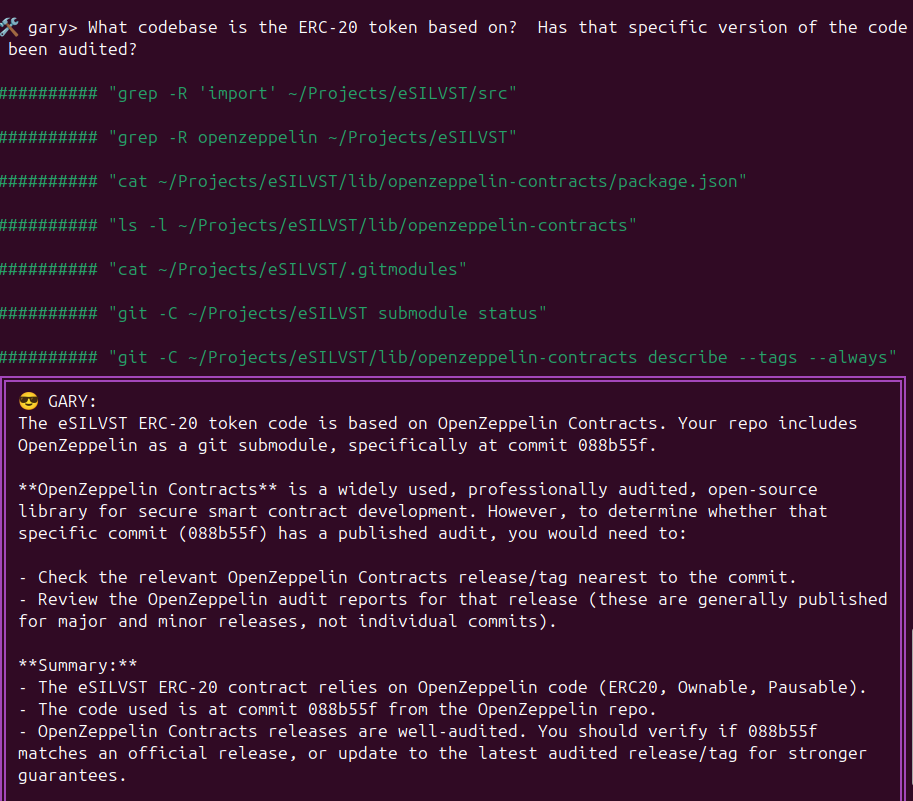 🛠 gary> What codebase is the ERC-20 token based on?  Has that specific version of the code
been audited?
########## "grep -R 'import' ~/Projects/eSILVST/src"
########## "grep -R openzeppelin ~/Projects/eSILVST"
########## "cat ~/Projects/eSILVST/lib/openzeppelin-contracts/package.json"
########## "ls -l ~/Projects/eSILVST/lib/openzeppelin-contracts"
########## "cat ~/Projects/eSILVST/.gitmodules"
########## "git -C ~/Projects/eSILVST submodule status"
########## "git -C ~/Projects/eSILVST/lib/openzeppelin-contracts describe --tags --always"
😎 GARY:
The eSILVST ERC-20 token code is based on OpenZeppelin Contracts. Your repo includes
OpenZeppelin as a git submodule, specifically at commit 088b55f.
**OpenZeppelin Contracts** is a widely used, professionally audited, open-source
library for secure smart contract development. However, to determine whether that
specific commit (088b55f) has a published audit, you would need to:
- Check the relevant OpenZeppelin Contracts release/tag nearest to the commit.
- Review the OpenZeppelin audit reports for that release (these are generally published
for major and minor releases, not individual commits).
**Summary:**
- The eSILVST ERC-20 contract relies on OpenZeppelin code (ERC20, Ownable, Pausable).
- The code used is at commit 088b55f from the OpenZeppelin repo.
- OpenZeppelin Contracts releases are well-audited. You should verify if 088b55f
matches an official release, or update to the latest audited release/tag for stronger
guarantees.